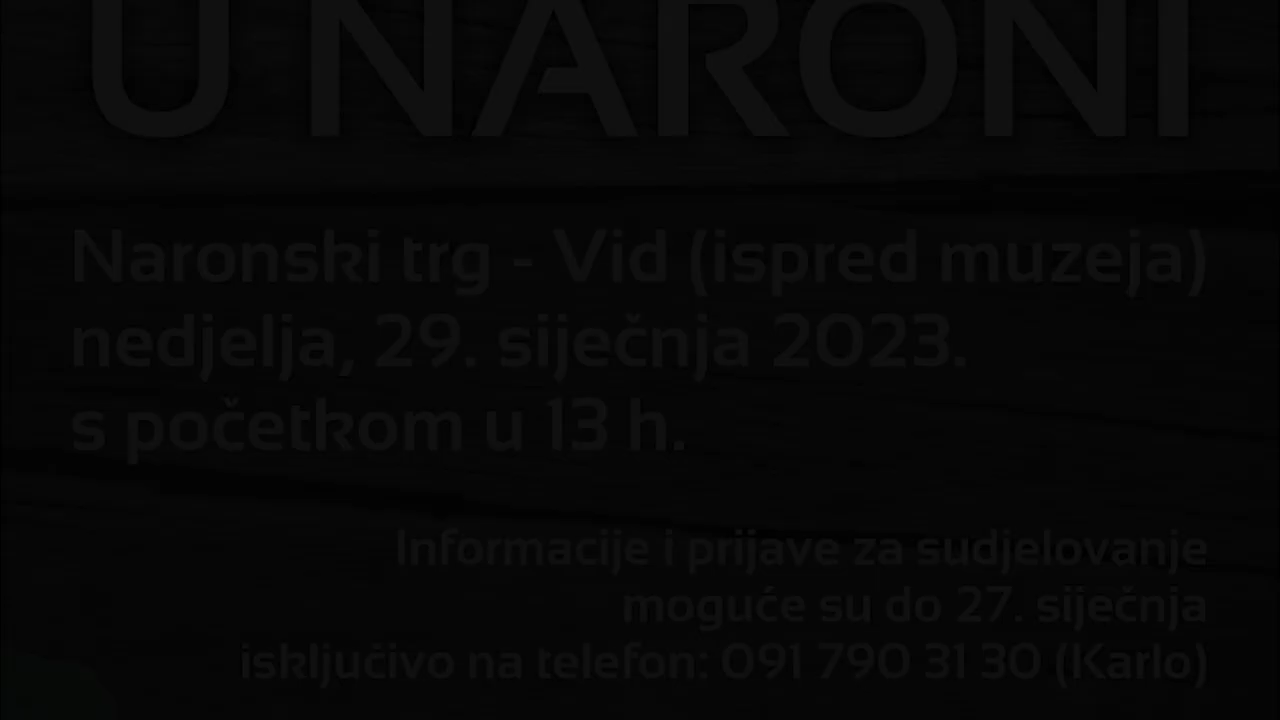 U NARONI
Naronski trg - Vid (ispred muzeja)
nedjelja, 29. siječnja 2023.
s početkom u 13 h.
Informacije i prijave za sudjelovanje
moguće su do 27. siječnja
isključivo na telefon: 091 790 31 30 (Karlo)